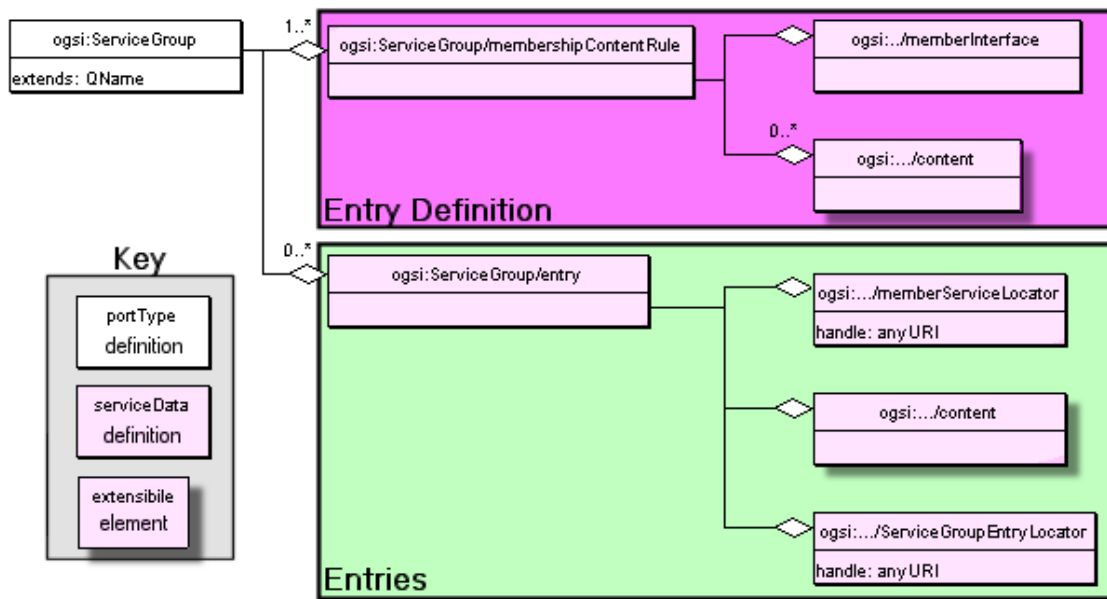 ogsi:ServiceGroup
extends: QName
1..*
ogsi:ServiceGroup/membershipContentRule
ogsi:../memberInterface
0..*
ogsi:.../content
Entry Definition
0..*
ogsi:ServiceGroup/entry
ogsi:.../memberServiceLocator
handle: anyURI
ogsi:.../content
ogsi:.../ServiceGroupEntryLocator
handle: anyURI
Entries
Key
portType
definition
serviceData
definition
extensibile
element